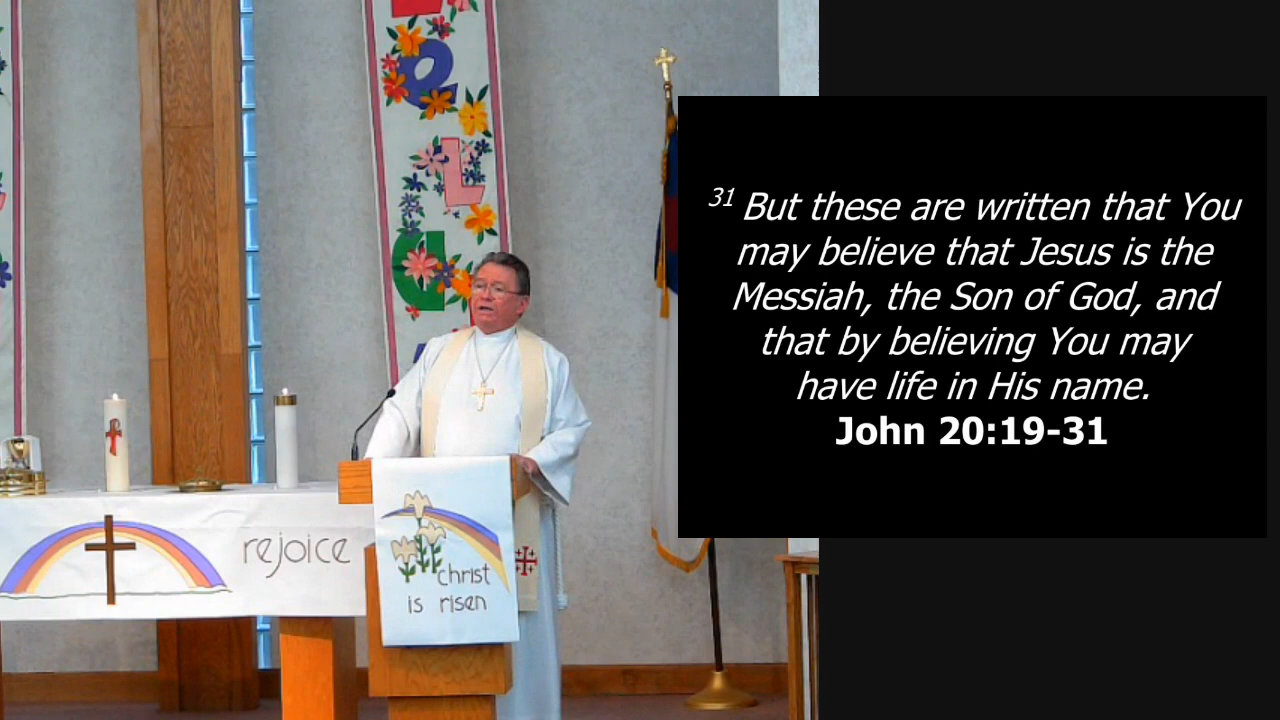 31 But these are written that You
may believe that Jesus is the
Messiah, the Son of God, and
that by believing You may
have life in His name.
John 20:19-31
rejoice
christ
is risen